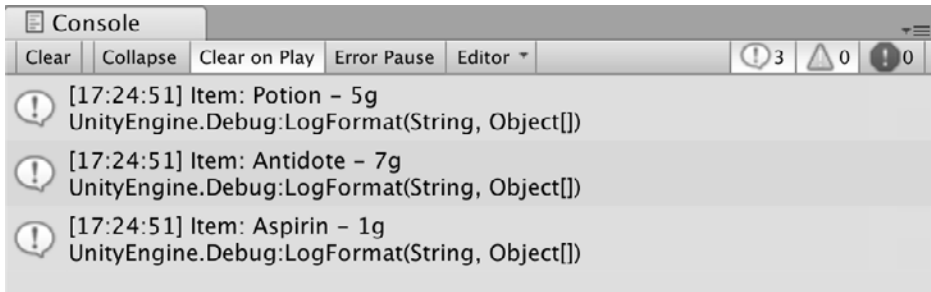 Console
Clear Collapse Clear on Play Error Pause Editor 3 0 0
[17:24:51] Item: Potion – 5g
UnityEngine.Debug:LogFormat(String, Object[])
[17:24:51] Item: Antidote – 7g
UnityEngine.Debug:LogFormat(String, Object[])
[17:24:51] Item: Aspirin – 1g
UnityEngine.Debug:LogFormat(String, Object[])